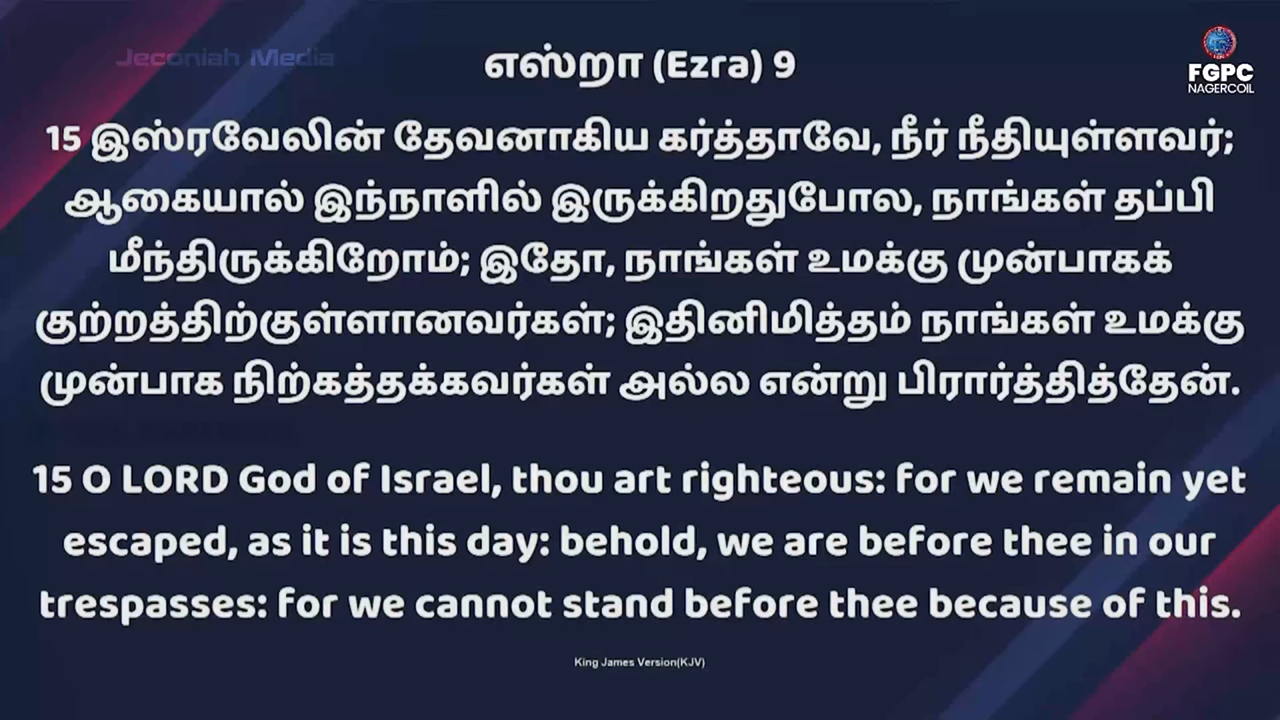 Jeconiah Media
எஸ்றா (Ezra) 9
FGPC
NAGERCOIL
15 இஸ்ரவேலின் தேவனாகிய கர்த்தாவே, நீர் நீதியுள்ளவர்;
ஆகையால் இந்நாளில் இருக்கிறதுபோல, நாங்கள் தப்பி
மீந்திருக்கிறோம்; இதோ, நாங்கள் உமக்கு முன்பாகக்
குற்றத்திற்குள்ளானவர்கள்; இதினிமித்தம் நாங்கள் உமக்கு
முன்பாக நிற்கத்தக்கவர்கள் அல்ல என்று பிரார்த்தித்தேன்.
15 O LORD God of Israel, thou art righteous: for we remain yet
escaped, as it is this day: behold, we are before thee in our
trespasses: for we cannot stand before thee because of this.
King James Version(KJV)